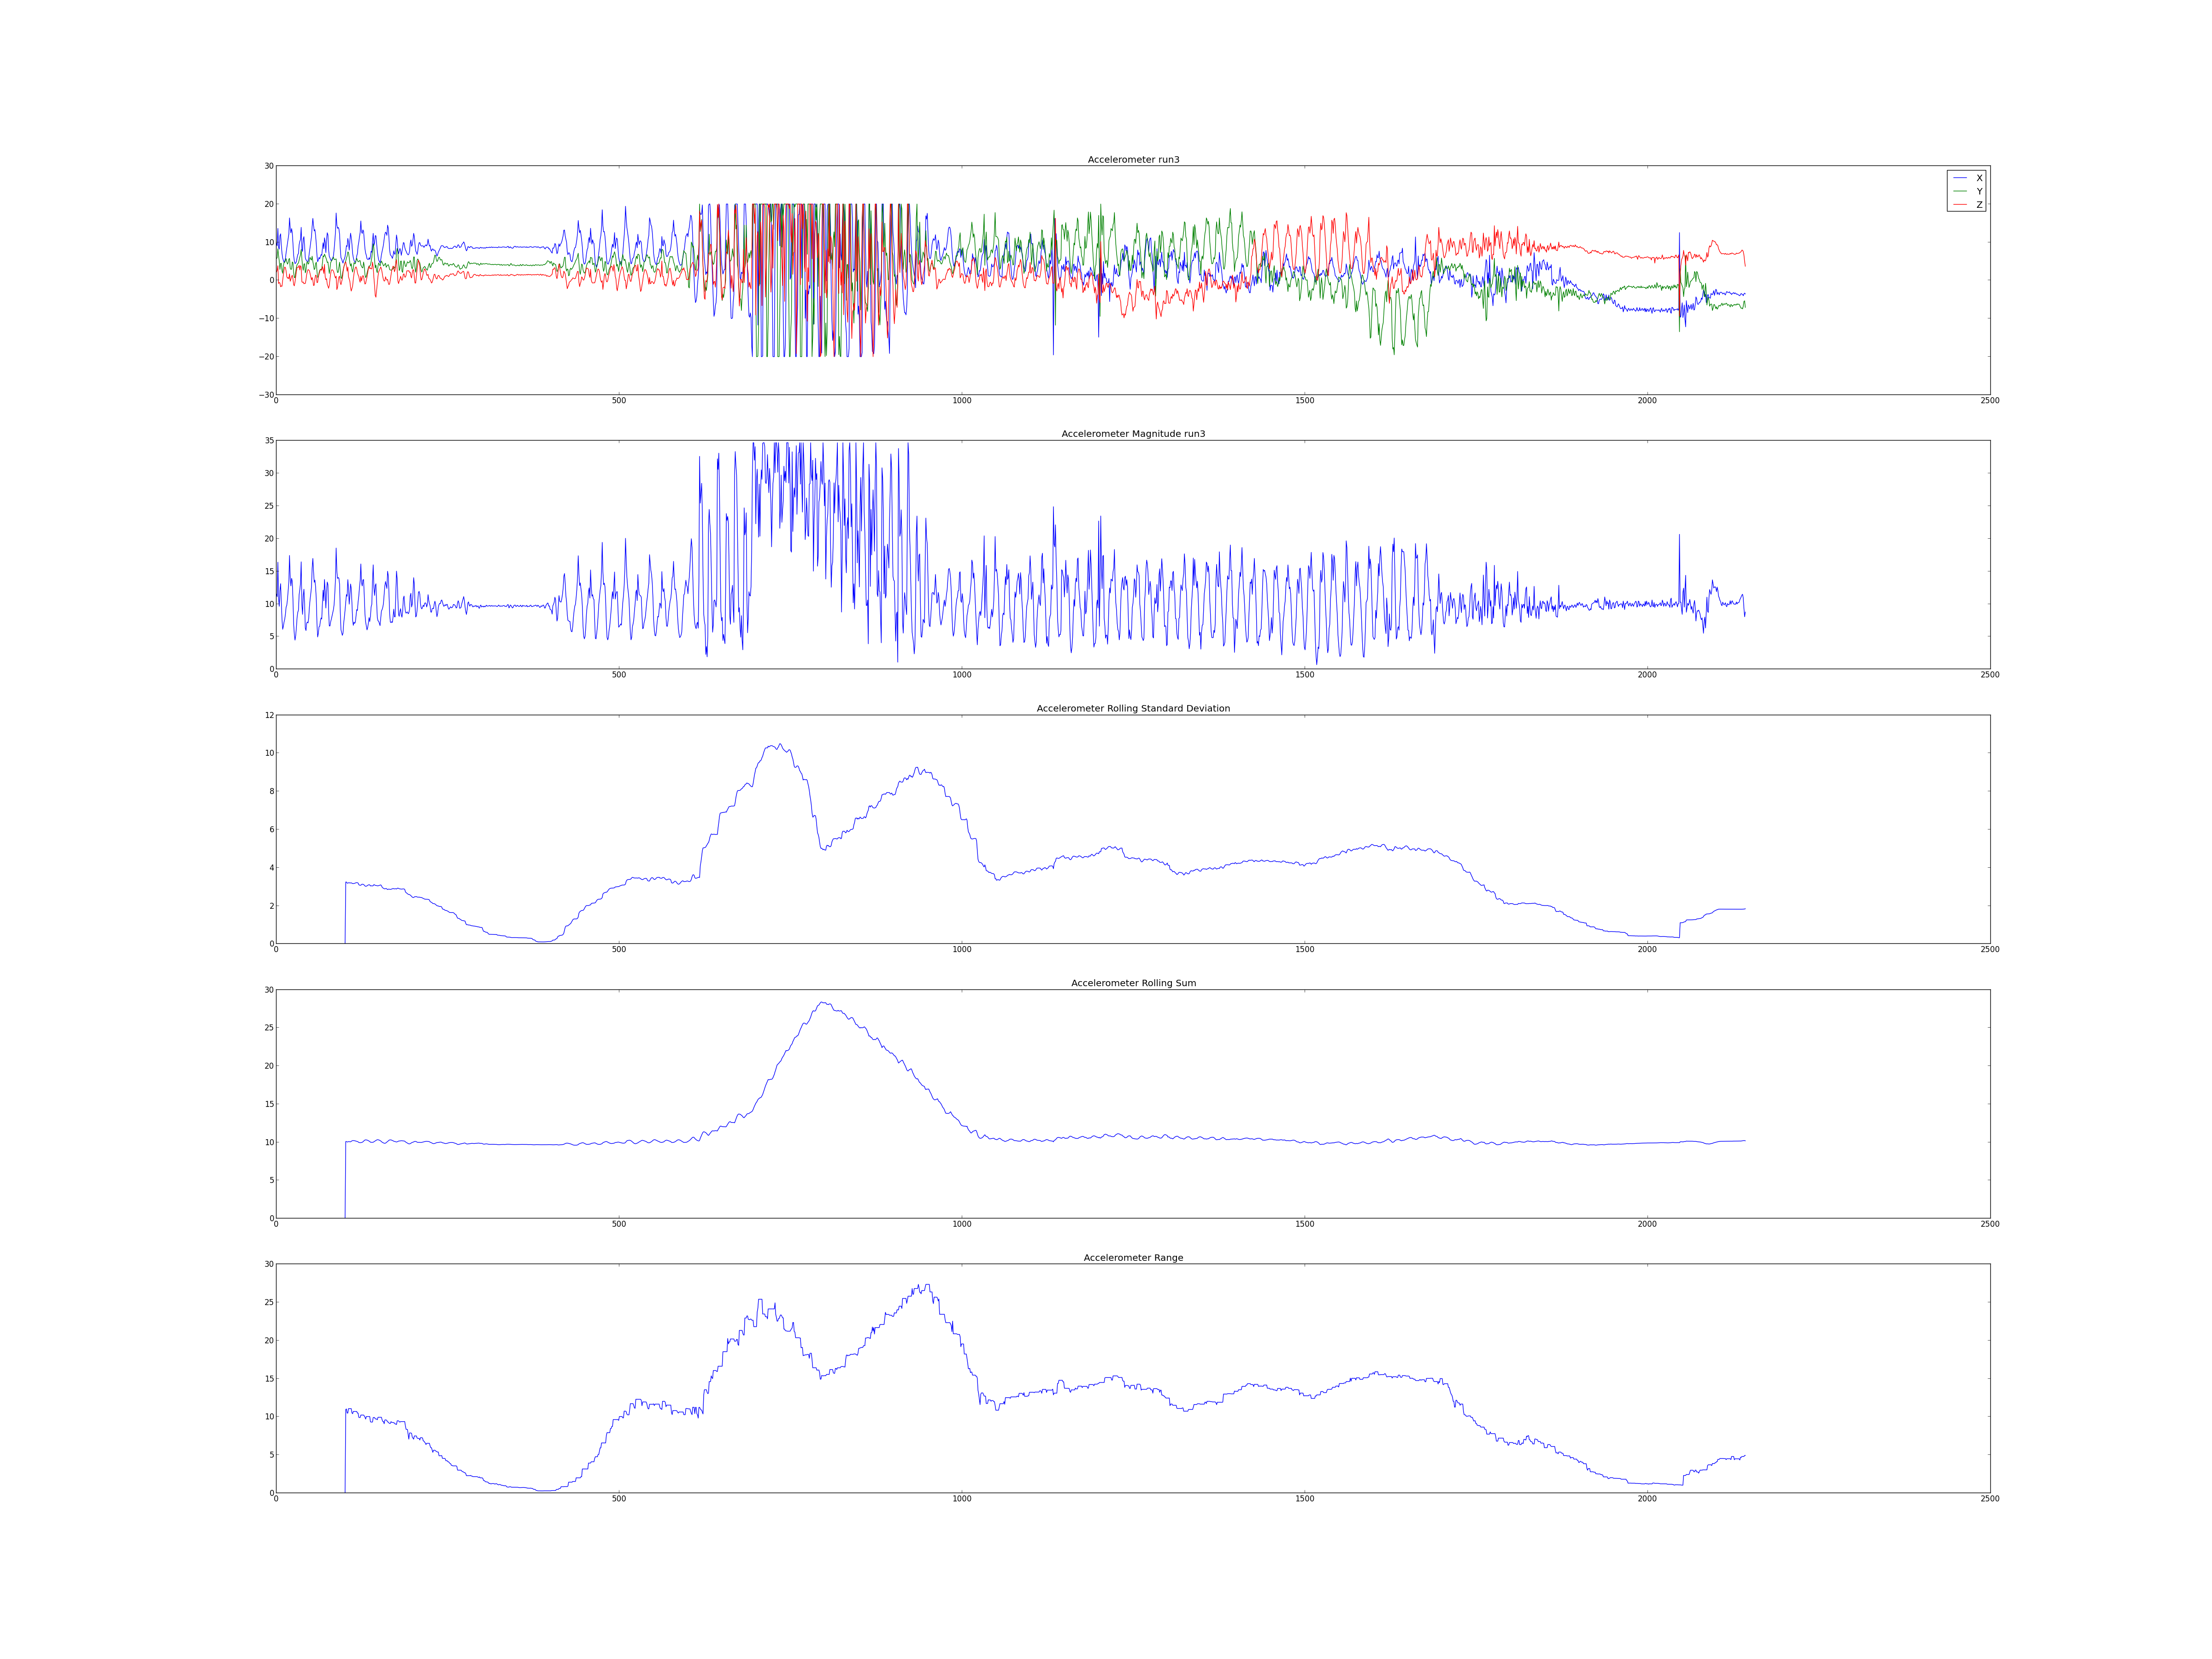 Accelerometer run3
30
20
10
0
−10
−20
−30
X
Y
Z
0 500 1000 1500 2000 2500
Accelerometer Magnitude run3
35
30
25
20
15
10
5
0
0 500 1000 1500 2000 2500
Accelerometer Rolling Standard Deviation
12
10
8
6
4
2
0
0 500 1000 1500 2000 2500
Accelerometer Rolling Sum
30
25
20
15
10
5
0
0 500 1000 1500 2000 2500
Accelerometer Range
30
25
20
15
10
5
0
0 500 1000 1500 2000 2500